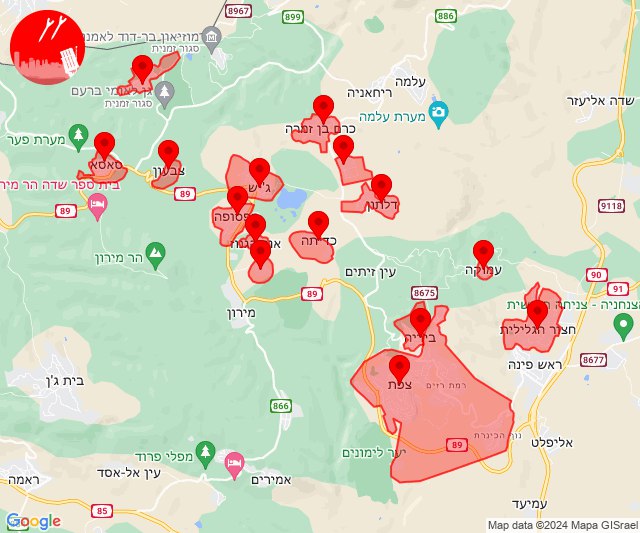 8967
899
886
מוזיאון בר-דוד לאמנ
סגור זמנית
עלמה
ריחאניה
שדה אליעזר
גן לאומי ברעם
סגור זמנית
מערת עלמה
כרם בן זמרה
מערת פער
סאסא
צבעון
בית ספר שדה הר מיר
ג'יש
89
89
דלתון
9118
ספסופה
כדיתה
הר מירון
עין זיתים
עמוקה
90
91
89
8675
מירון
ביריה
חצור הגלילית
אצנחניה - צניחה חופשית
8677
ראש פינה
צפת
רמת רזים
בית ג'ן
866
נוף הכינרת
89
אליפלט
יער לימונים
מפלי פרוד
עין אל-אסד
אמירים
ראמה
85
עמיעד
Google
Map data ©2024 Mapa GISrael